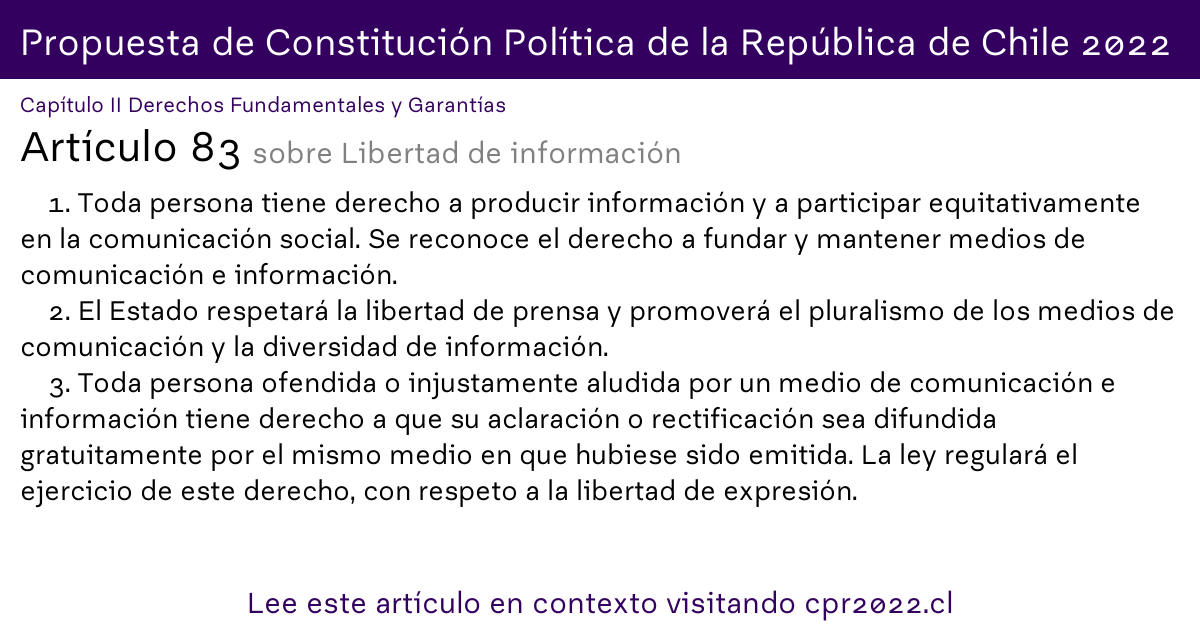 Propuesta de Constitución Política de la República de Chile 2022
Capítulo II Derechos Fundamentales y Garantías
Artículo 83 sobre Libertad de información
1. Toda persona tiene derecho a producir información y a participar equitativamente
en la comunicación social. Se reconoce el derecho a fundar y mantener medios de
comunicación e información.
2. El Estado respetará la libertad de prensa y promoverá el pluralismo de los medios de
comunicación y la diversidad de información.
3. Toda persona ofendida o injustamente aludida por un medio de comunicación e
información tiene derecho a que su aclaración o rectificación sea difundida
gratuitamente por el mismo medio en que hubiese sido emitida. La ley regulará el
ejercicio de este derecho, con respeto a la libertad de expresión.
Lee este artículo en contexto visitando cpr2022.cl